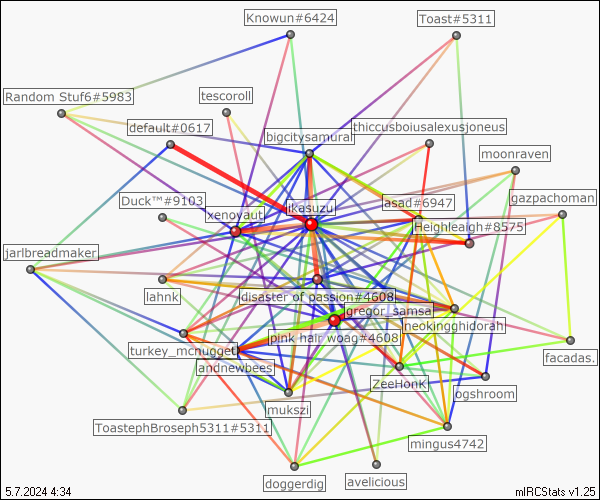 Knowun#6424
Toast#5311
Random Stuf6#5983
tescoroll
default#0617
bigcitysamurai
thiccusboiusalexusjoneus
moonraven
Duck™#9103
xenovaut
ikasuzu
asad#6947
gazpachoman
Heighleaigh#8575
jarlbreadmaker
lahnk
disaster of passion#4608
gregor_samsa
neokingghidorah
pink hair woag#4608
turkey_mcnugget
andnewbees
facadas.
ZeeHonK
ogshroom
mukszi
ToastephBroseph5311#5311
mingus4742
doggerdig
avelicious
5.7.2024 4:34
mIRCStats v1.25